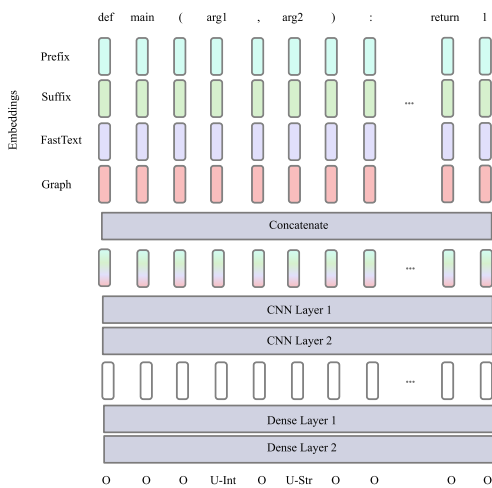 def main ( arg1 , arg2 ) : return 1
Embeddings
Prefix
Suffix
...
FastText
Graph
Concatenate
...
CNN Layer 1
CNN Layer 2
...
Dense Layer 1
Dense Layer 2
O O O U-Int O U-Str O O O O